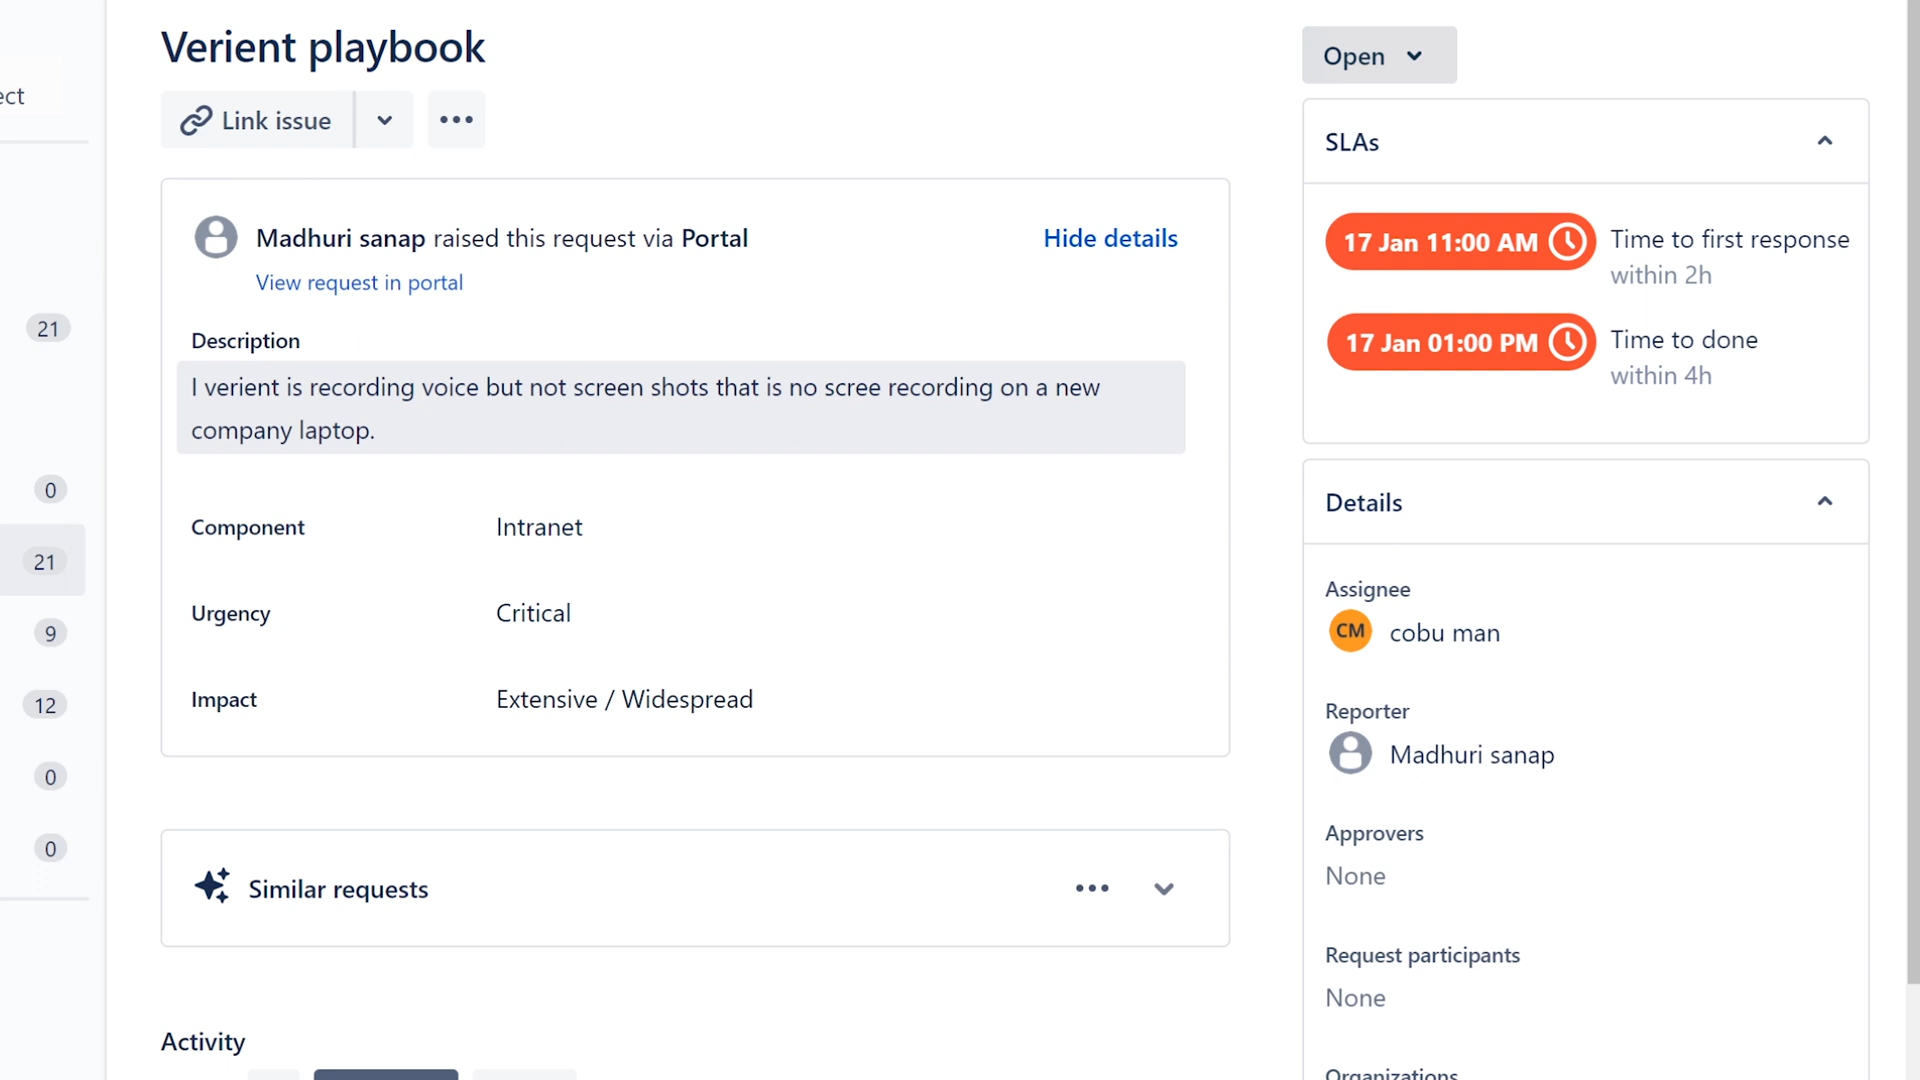 Verient playbook
ect
Link issue
Madhuri sanap raised this request via Portal
Hide details
View request in portal
Description
I verient is recording voice but not screen shots that is no scree recording on a new
company laptop.
Component Intranet
Urgency Critical
Impact Extensive / Widespread
Similar requests
Activity
21
0
21
9
12
0
0
Open
SLAs
17 Jan 11:00 AM Time to first response
within 2h
17 Jan 01:00 PM Time to done
within 4h
Details
Assignee
CM cobu man
Reporter
Madhuri sanap
Approvers
None
Request participants
None
Organizations